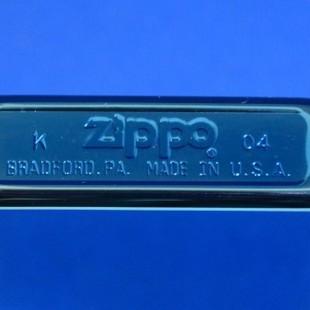 K Zippo® 04
BRADFORD, PA. MADE IN U.S.A.